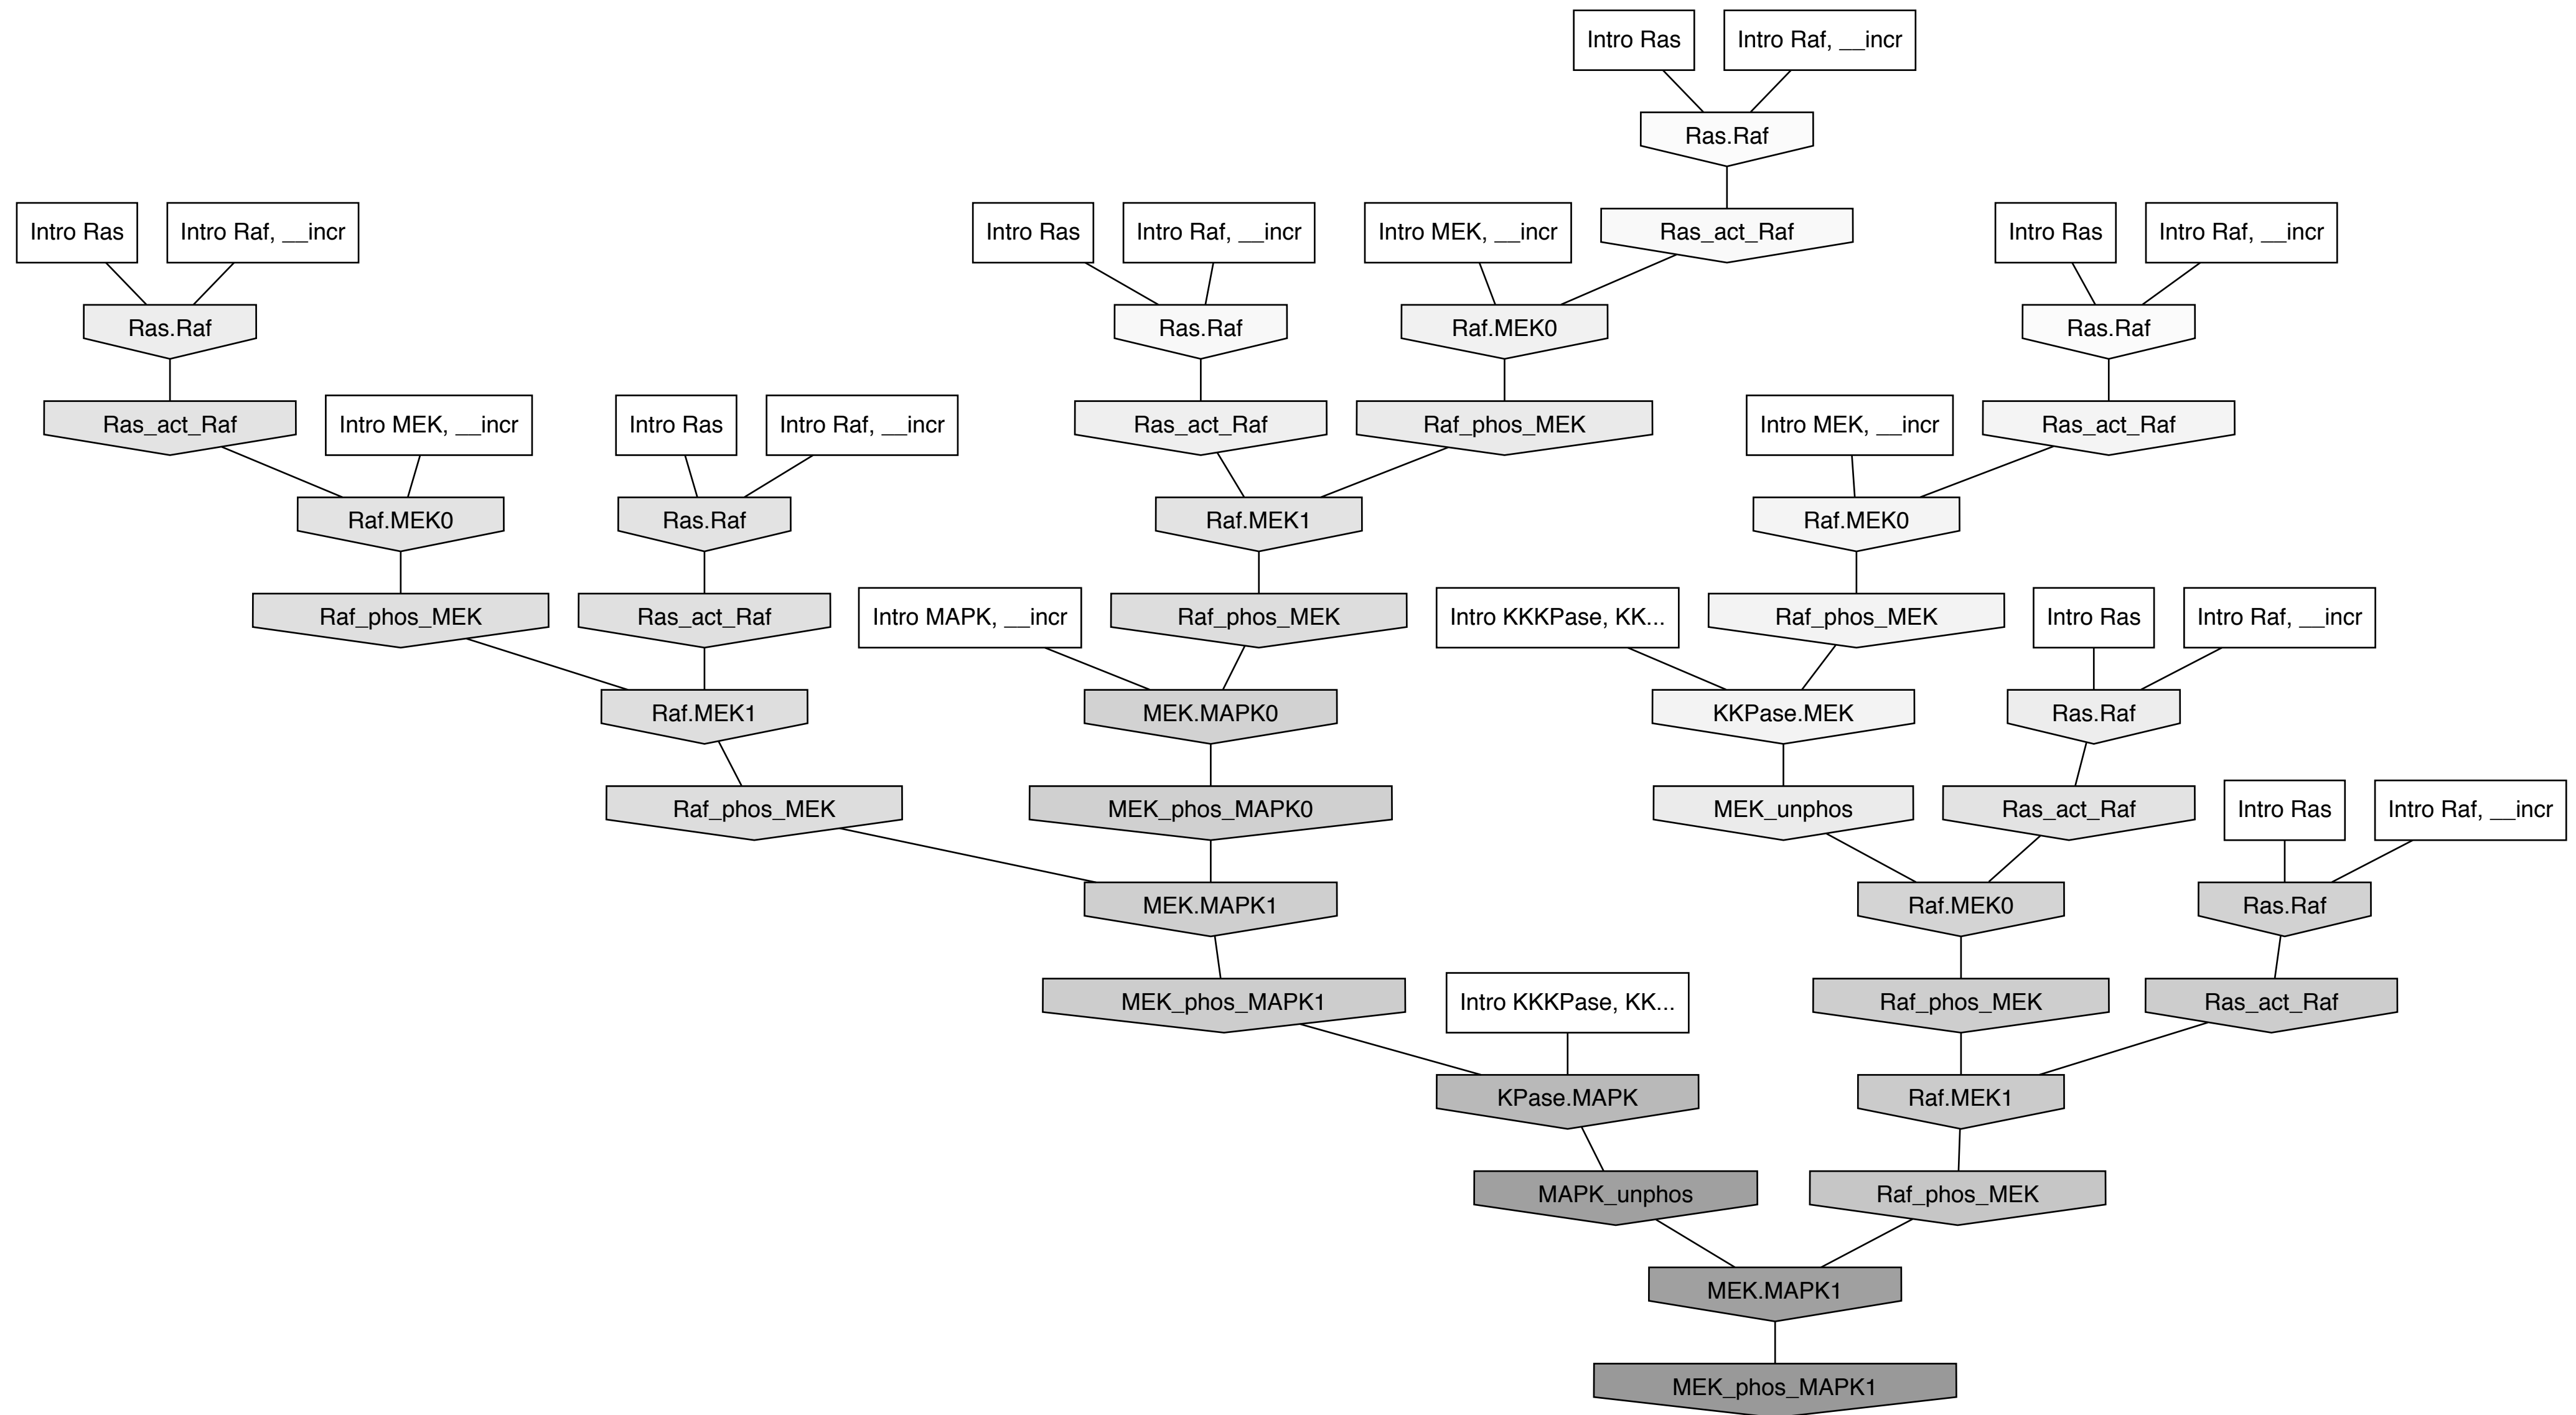 Intro Ras
Intro Raf, __incr
Ras.Raf
Intro Ras
Intro Raf, __incr
Intro Ras
Intro Raf, __incr
Intro MEK, __incr
Ras_act_Raf
Intro Ras
Intro Raf, __incr
Ras.Raf
Ras.Raf
Raf.MEK0
Ras.Raf
Ras_act_Raf
Intro MEK, __incr
Intro Ras
Intro Raf, __incr
Ras_act_Raf
Raf_phos_MEK
Intro MEK, __incr
Ras_act_Raf
Raf.MEK0
Ras.Raf
Raf.MEK1
Raf.MEK0
Raf_phos_MEK
Ras_act_Raf
Intro MAPK, __incr
Raf_phos_MEK
Intro KKKPase, KK...
Raf_phos_MEK
Intro Ras
Intro Raf, __incr
Raf.MEK1
MEK.MAPK0
KKPase.MEK
Ras.Raf
Raf_phos_MEK
MEK_phos_MAPK0
MEK_unphos
Ras_act_Raf
Intro Ras
Intro Raf, __incr
MEK.MAPK1
Raf.MEK0
Ras.Raf
MEK_phos_MAPK1
Intro KKKPase, KK...
Raf_phos_MEK
Ras_act_Raf
KPase.MAPK
Raf.MEK1
MAPK_unphos
Raf_phos_MEK
MEK.MAPK1
MEK_phos_MAPK1